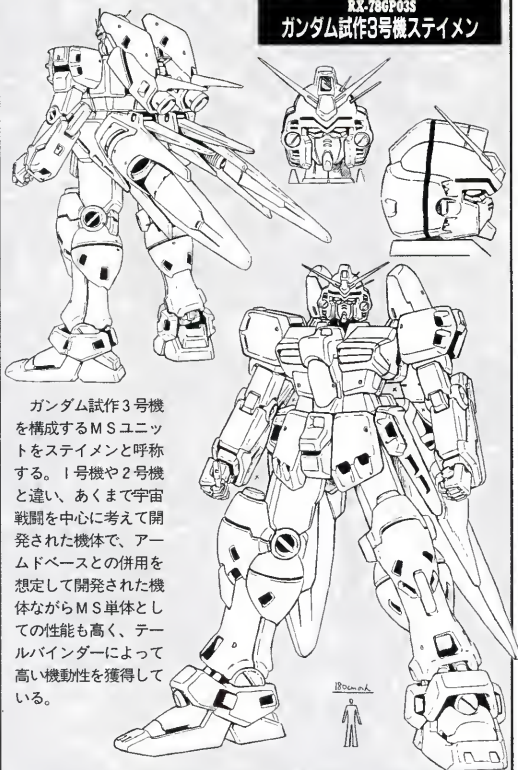 RX-78GP03S
ガンダム試作3号機ステイメン
ガンダム試作3号機
を構成するMSユニッ
トをステイメンと呼称
する。1号機や2号機
と違い、あくまで宇宙
戦闘を中心に考えて開
発された機体で、アー
ムドベースとの併用を
想定して開発された機
体ながらMS単体とし
ての性能も高く、テー
ルバインダーによって
高い機動性を獲得して
いる。